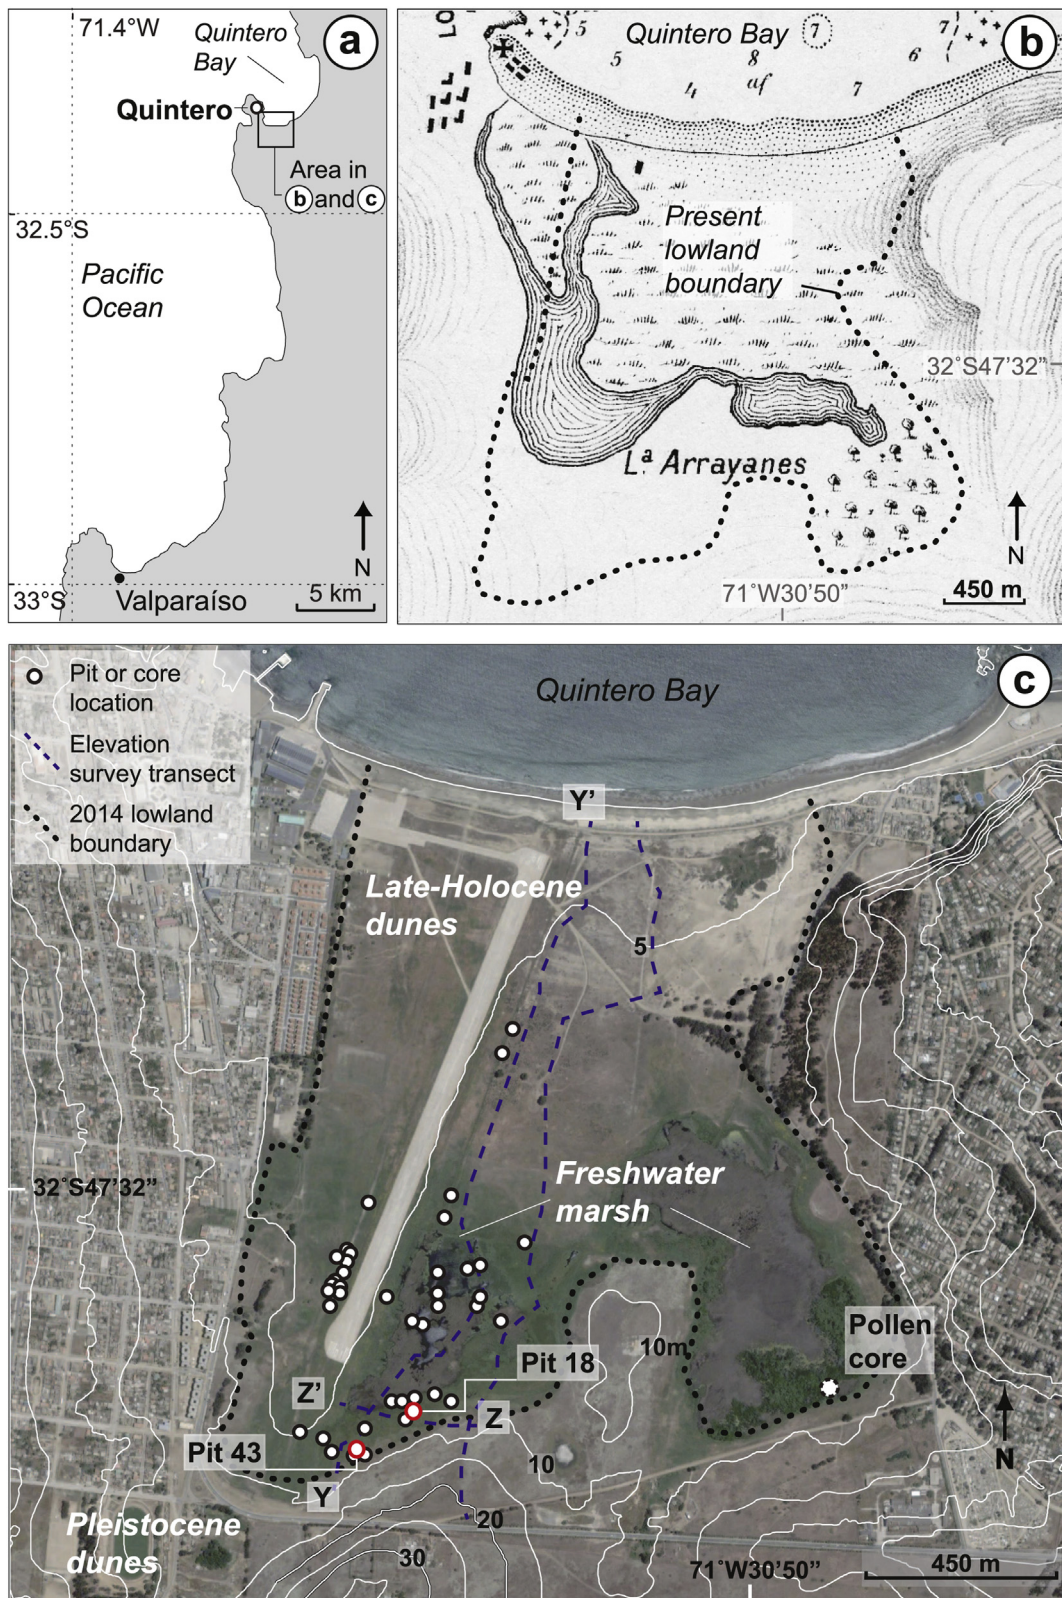 71.4°W
Quintero
Bay
a
Quintero
Area in
b and c
32.5°S
Pacific
Ocean
N
33°S
Valparaíso
5 km
LO
Quintero Bay
7
7
b
5
5
8
6
4
af
7
Present
lowland
boundary
32°S47'32"
Lª Arrayanes
N
71°W30'50"
450 m
Pit or core
location
Elevation
survey transect
2014 lowland
boundary
Quintero Bay
c
Y'
Late-Holocene
dunes
5
Freshwater
marsh
32°S47'32"
10m
Pollen
core
Pit 18
Z'
Z
Pit 43
N
10
Y
20
Pleistocene
dunes
30
71°W30'50"
450 m